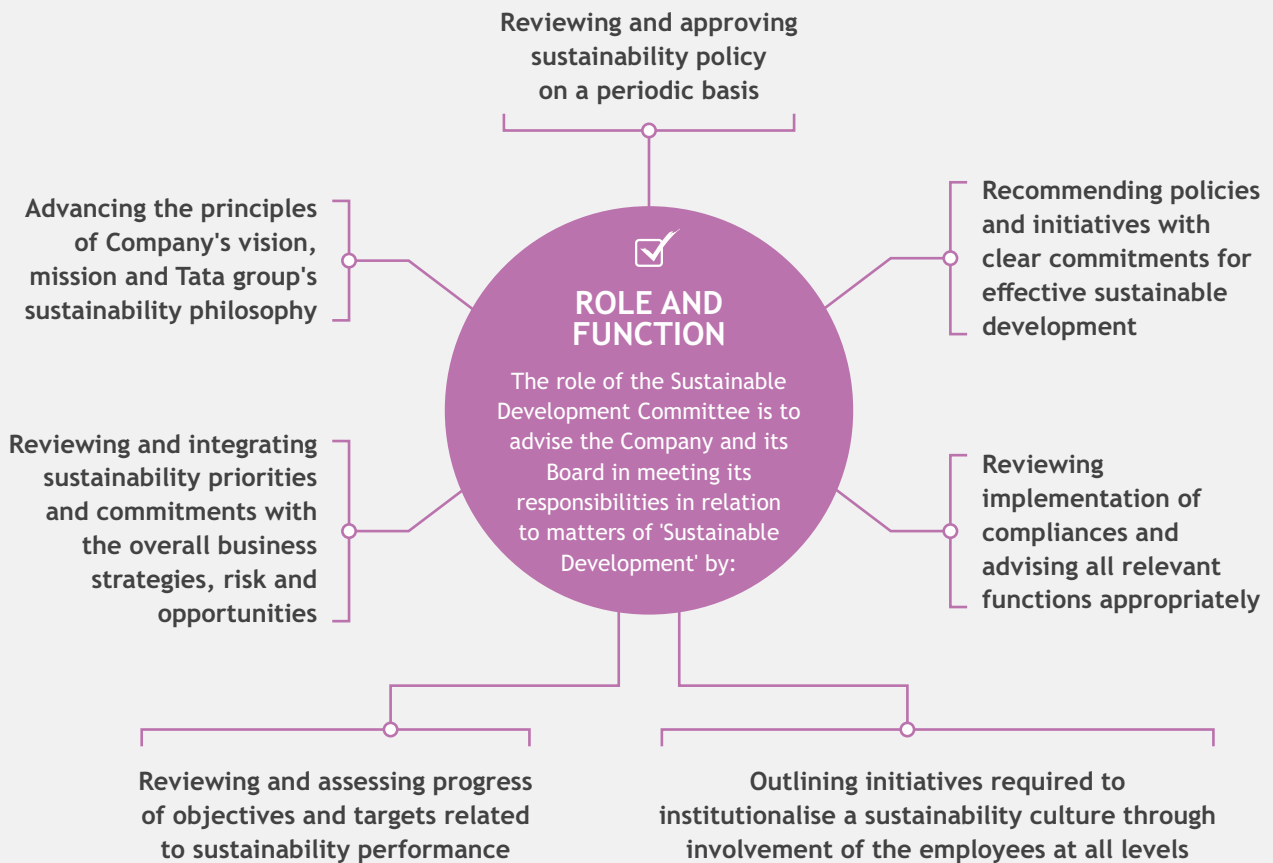 Reviewing and approving
sustainability policy
on a periodic basis
Advancing the principles
of Company's vision,
mission and Tata group's
sustainability philosophy
Recommending policies
and initiatives with
clear commitments for
effective sustainable
development
ROLE AND
FUNCTION
The role of the Sustainable
Development Committee is to
advise the Company and its
Board in meeting its
responsibilities in relation
to matters of 'Sustainable
Development' by:
Reviewing and integrating
sustainability priorities
and commitments with
the overall business
strategies, risk and
opportunities
Reviewing
implementation of
compliances and
advising all relevant
functions appropriately
Reviewing and assessing progress
of objectives and targets related
to sustainability performance
Outlining initiatives required to
institutionalise a sustainability culture through
involvement of the employees at all levels